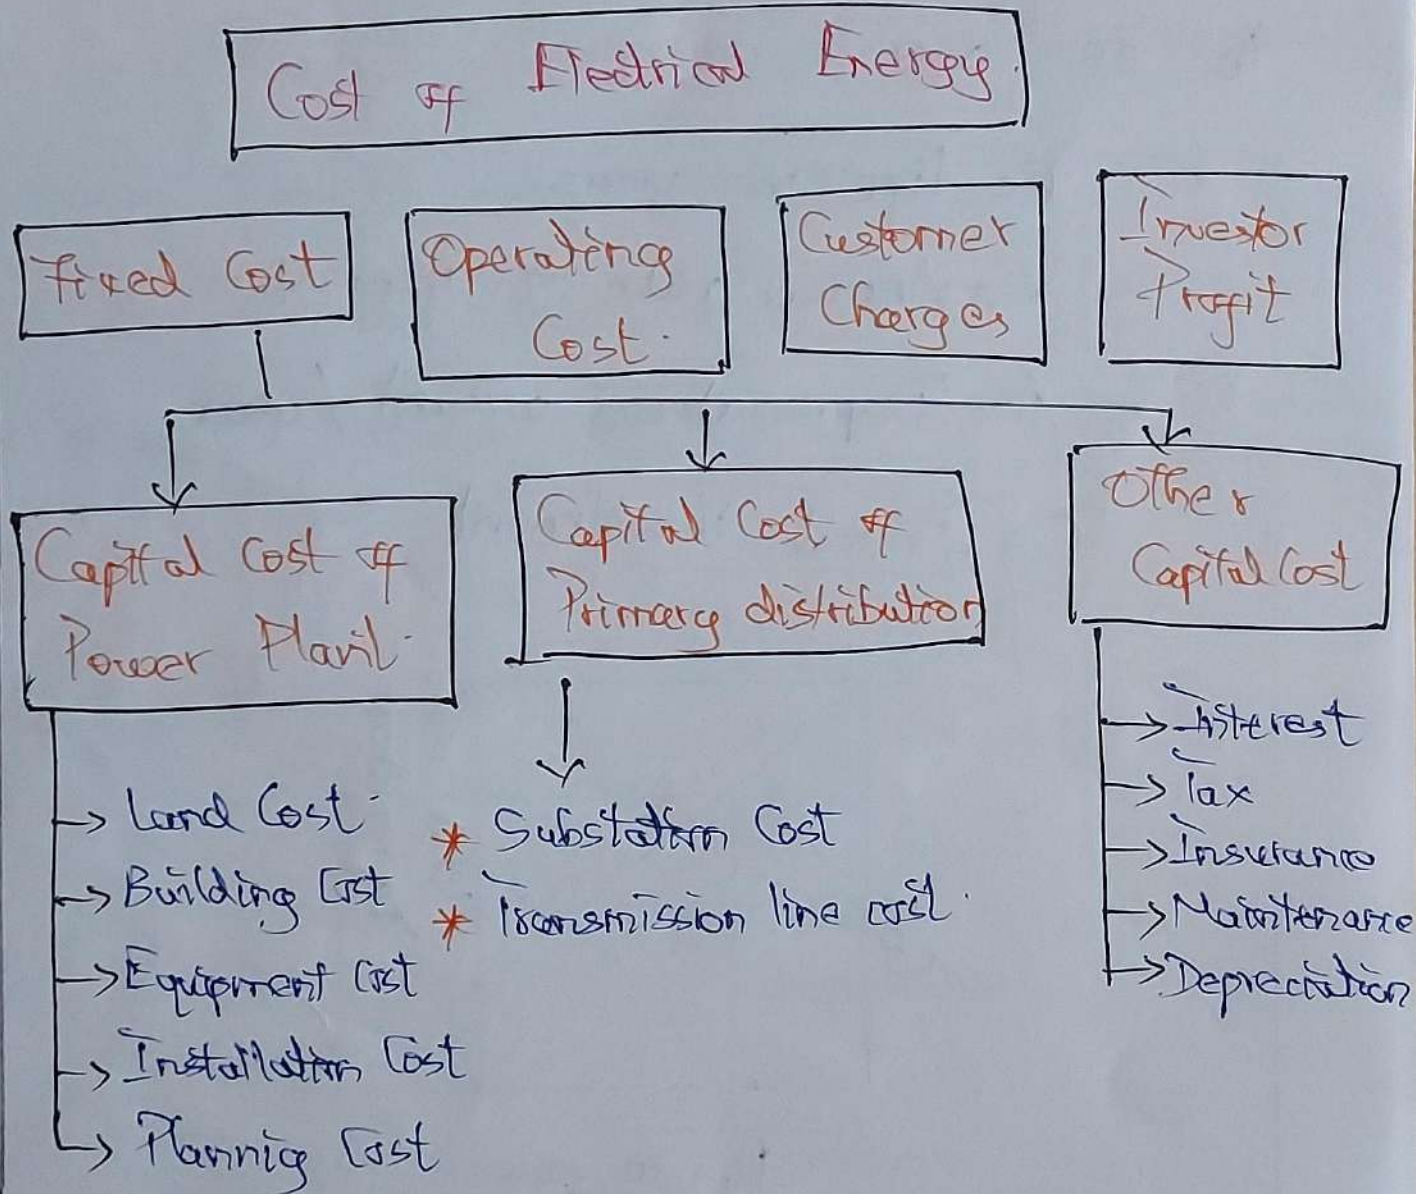 Cost of Electrical Energy.
Fixed Cost
Operating
Cost.
Customer
Charges
Investor
Profit
Capital Cost of
Power Plant.
Capital Cost of
Primary distribution
Other
Capital Cost
Land Cost.
Building Cost
Equipment Cost
Installation Cost
Plannig Cost
* Substation Cost
* Transmission line cost.
Interest
Tax
Insurance
Maintenance
Depreciation